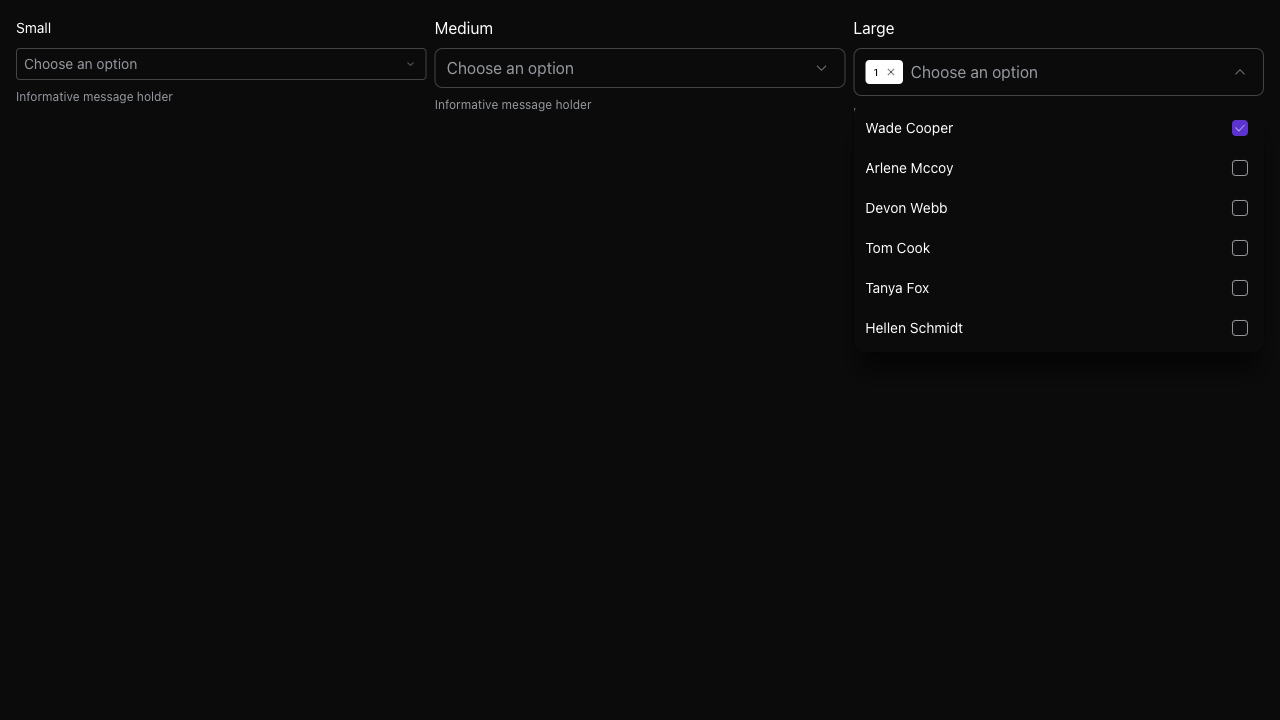 Small
Choose an option
Informative message holder
Medium
Choose an option
Informative message holder
Large
1 Choose an option
Wade Cooper
Arlene Mccoy
Devon Webb
Tom Cook
Tanya Fox
Hellen Schmidt